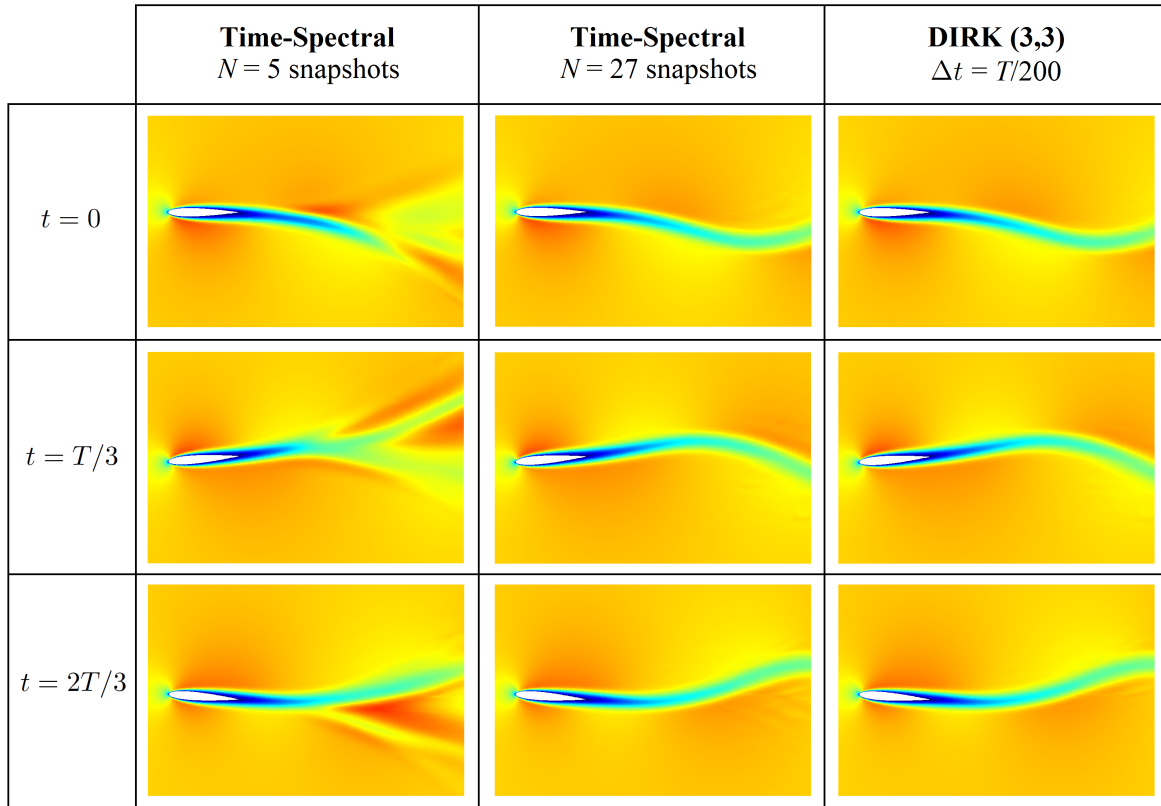 Time-Spectral
N = 5 snapshots
Time-Spectral
N = 27 snapshots
DIRK (3,3)
Δt = T/200
t = 0
t = T/3
t = 2T/3